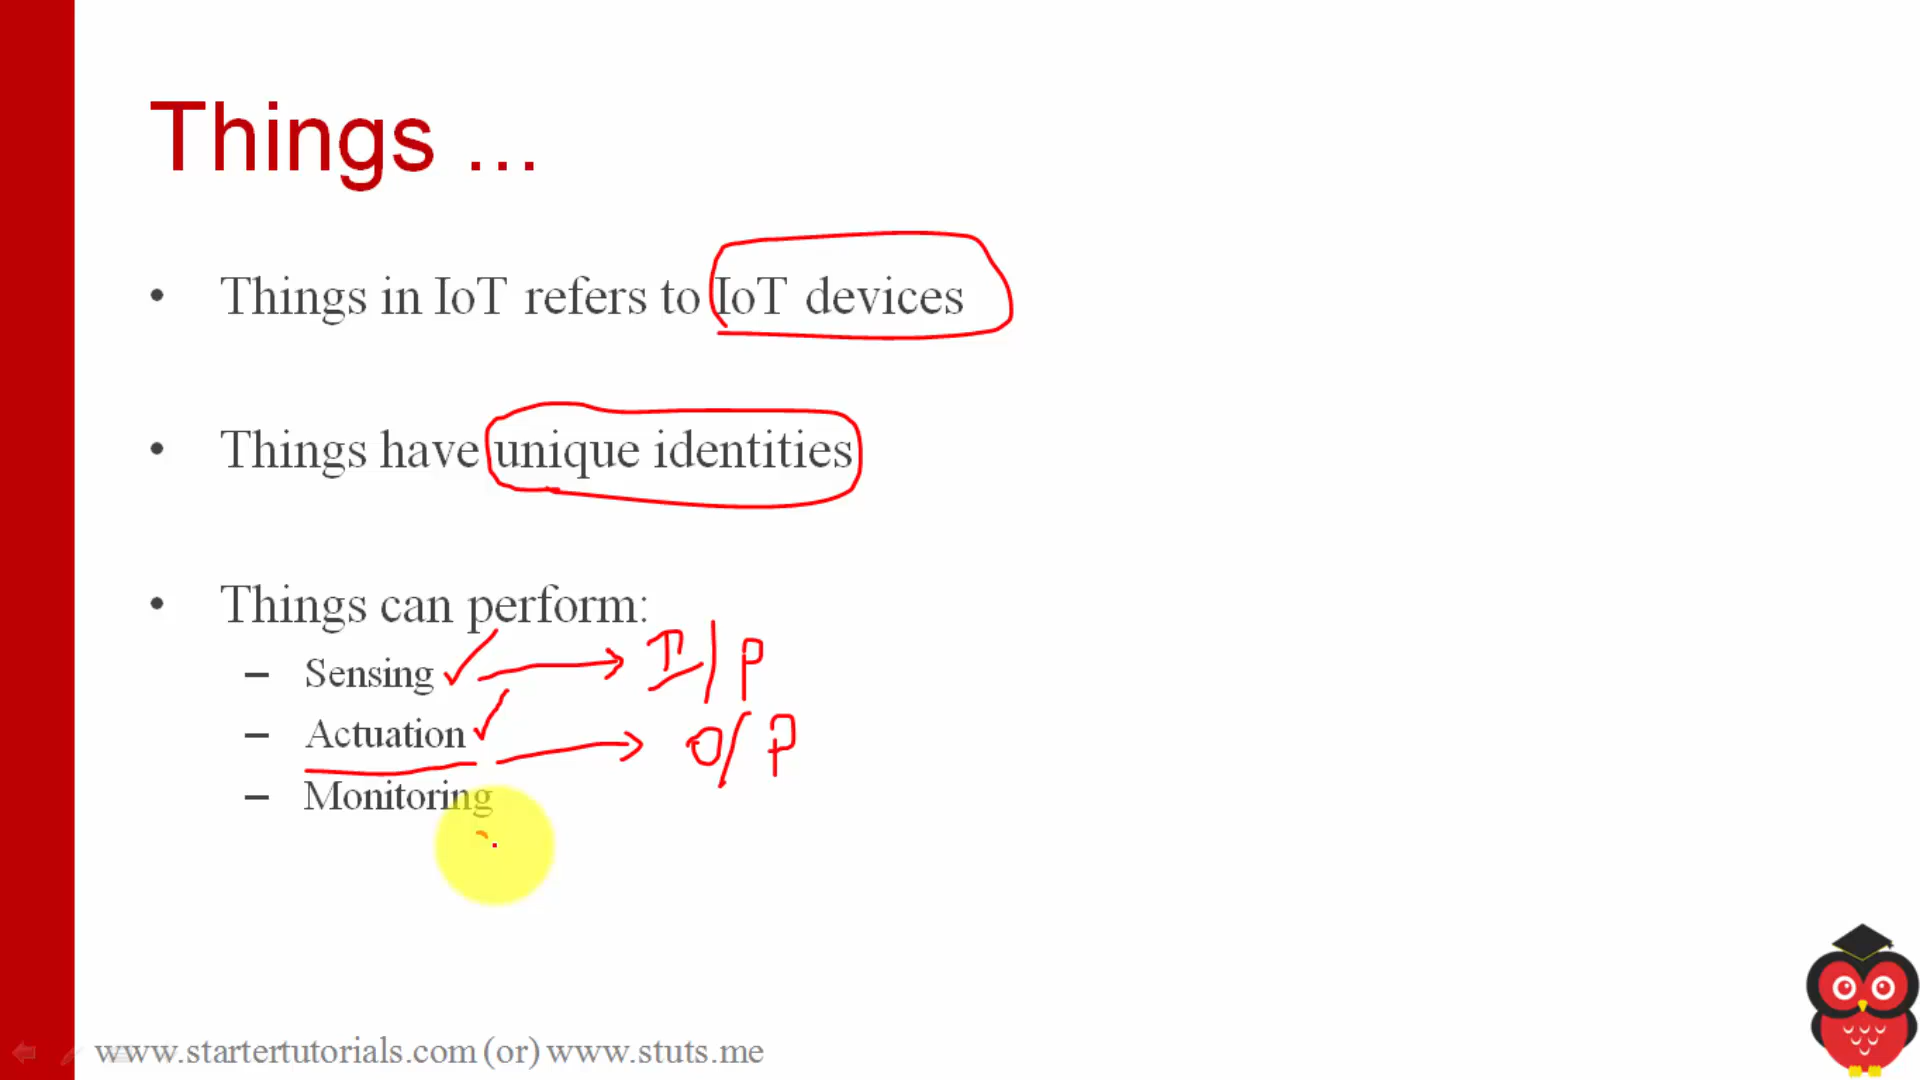 Things ...
• Things in IoT refers to IoT devices
• Things have unique identities
• Things can perform:
– Sensing I/P
– Actuation O/P
– Monitoring
www.startertutorials.com (or) www.stuts.me